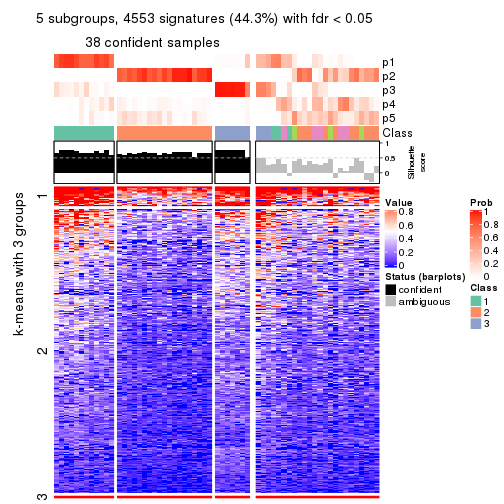 5 subgroups, 4553 signatures (44.3%) with fdr < 0.05
38 confident samples
p1
p2
p3
p4
p5
Class
1
0.5
0
Silhouette
score
k-means with 3 groups
1
2
3
Value
0.8
0.6
0.4
0.2
0
Status (barplots)
confident
ambiguous
Prob
1
0.8
0.6
0.4
0.2
0
Class
1
2
3